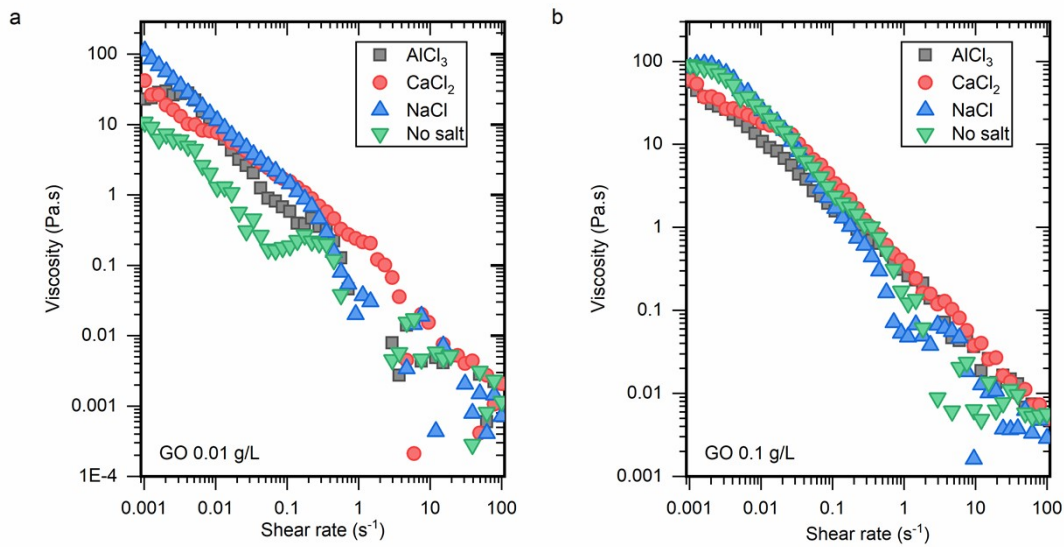 a
b
100
10
1
0.1
0.01
0.001
1E-4
Viscosity (Pa.s)
AlCl₃
CaCl₂
NaCl
No salt
GO 0.01 g/L
0.001
0.01
0.1
1
10
100
Shear rate (s⁻¹)
1000
100
10
1
0.1
0.01
0.001
Viscosity (Pa.s)
AlCl₃
CaCl₂
NaCl
No salt
GO 0.1 g/L
0.001
0.01
0.1
1
10
100
Shear rate (s⁻¹)